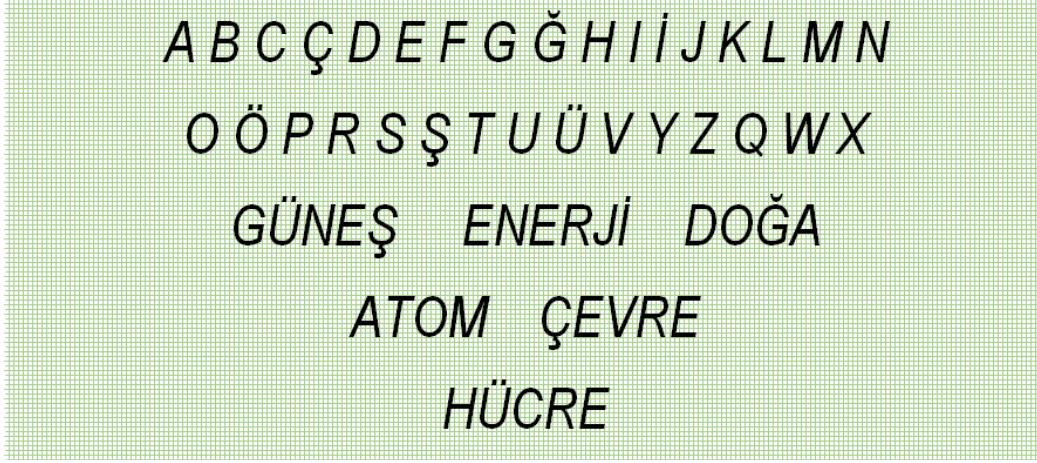 A B C Ç D E F G Ğ H I İ J K L M N
O Ö P R S Ş T U Ü V Y Z Q W X
GÜNEŞ ENERJİ DOĞA
ATOM ÇEVRE
HÜCRE